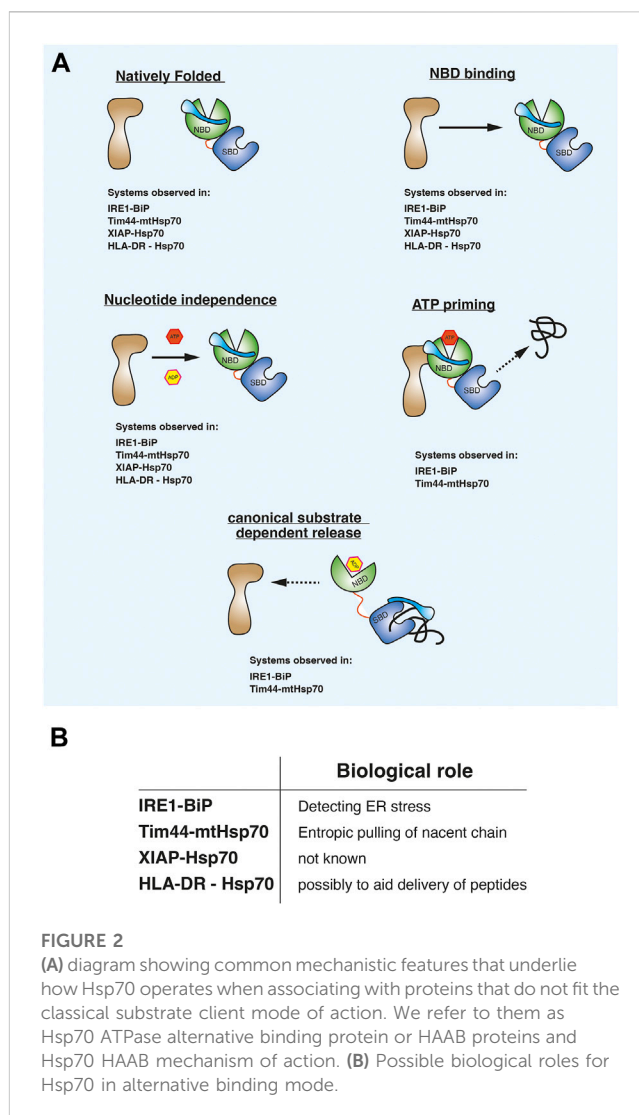 A
Natively Folded
NBD
SBD
Systems observed in:
IRE1-BiP
Tim44-mtHsp70
XIAP-Hsp70
HLA-DR - Hsp70
NBD binding
NBD
SBD
Systems observed in:
IRE1-BiP
Tim44-mtHsp70
XIAP-Hsp70
HLA-DR - Hsp70
Nucleotide independence
ATP
ADP
NBD
SBD
Systems observed in:
IRE1-BiP
Tim44-mtHsp70
XIAP-Hsp70
HLA-DR - Hsp70
ATP priming
ATP
NBD
SBD
Systems observed in:
IRE1-BiP
Tim44-mtHsp70
canonical substrate
dependent release
ADP
NBD
SBD
Systems observed in:
IRE1-BiP
Tim44-mtHsp70
B
Biological role
IRE1-BiP Detecting ER stress
Tim44-mtHsp70 Entropic pulling of nacent chain
XIAP-Hsp70 not known
HLA-DR - Hsp70 possibly to aid delivery of peptides
FIGURE 2
(A) diagram showing common mechanistic features that underlie
how Hsp70 operates when associating with proteins that do not fit the
classical substrate client mode of action. We refer to them as
Hsp70 ATPase alternative binding protein or HAAB proteins and
Hsp70 HAAB mechanism of action. (B) Possible biological roles for
Hsp70 in alternative binding mode.